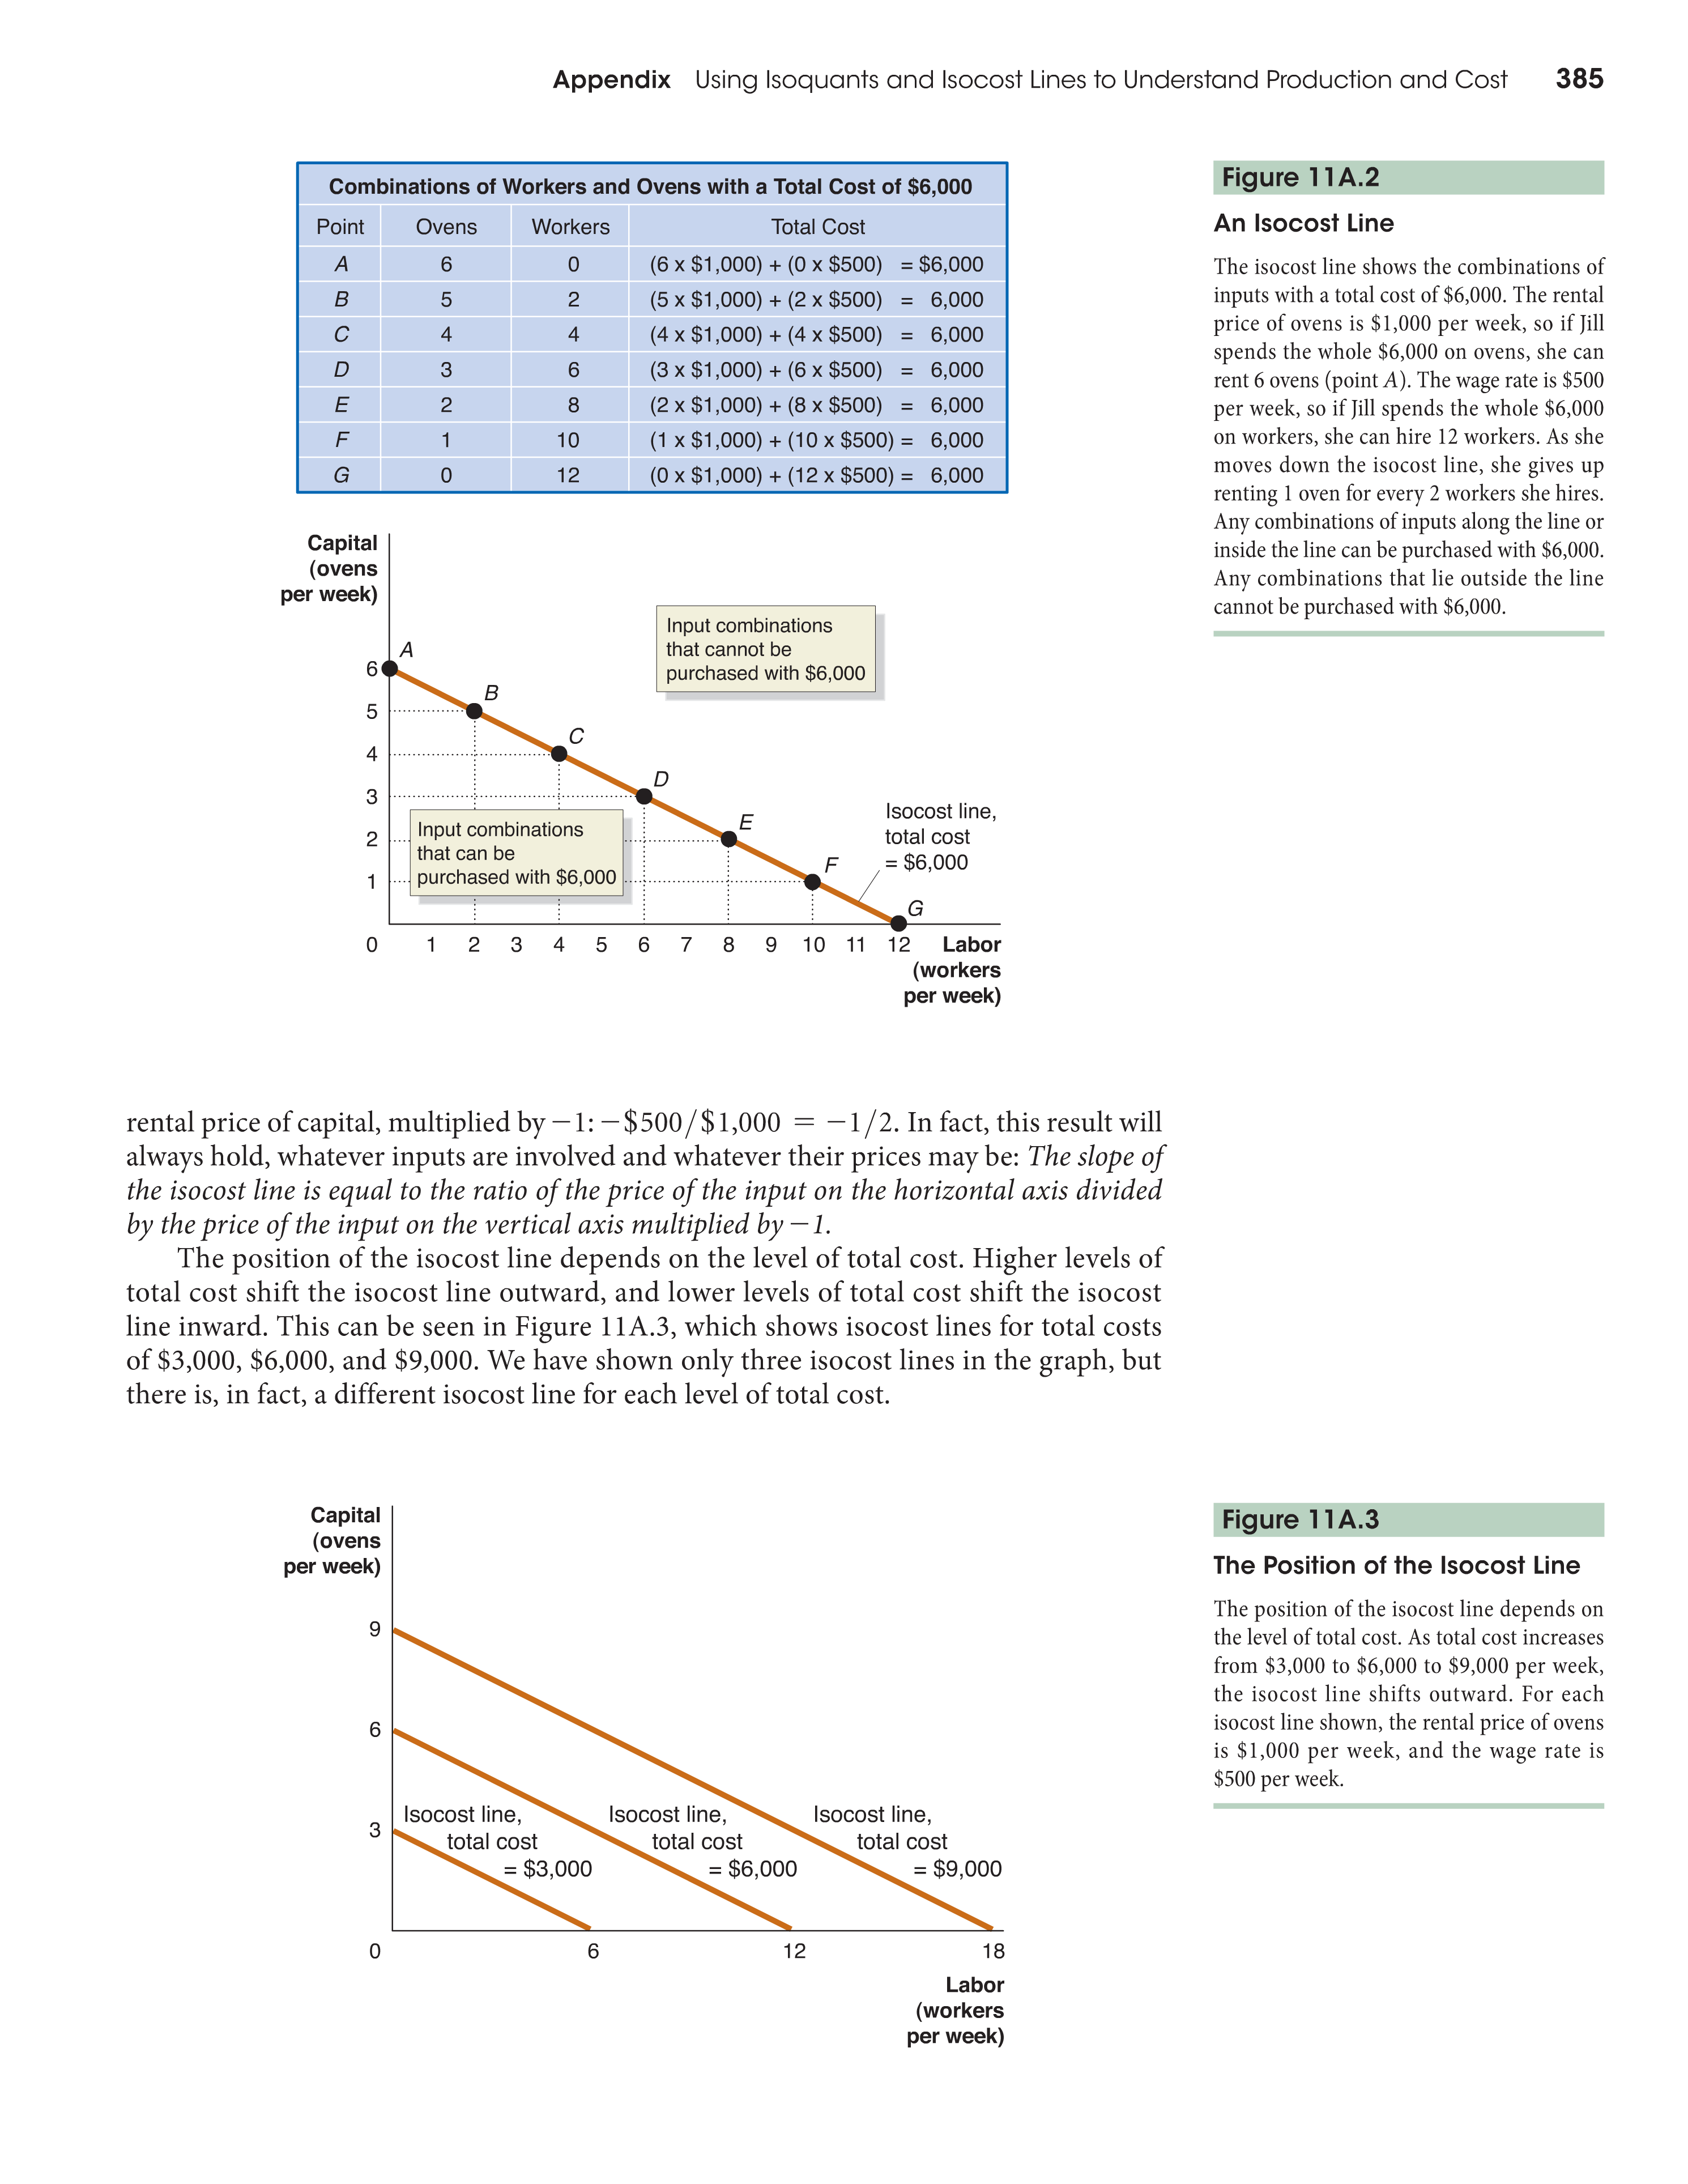 Appendix Using Isoquants and Isocost Lines to Understand Production and Cost 385
Combinations of Workers and Ovens with a Total Cost of $6,000
Point Ovens Workers Total Cost
A 6 0 (6 x $1,000) + (0 x $500) = $6,000
B 5 2 (5 x $1,000) + (2 x $500) = 6,000
C 4 4 (4 x $1,000) + (4 x $500) = 6,000
D 3 6 (3 x $1,000) + (6 x $500) = 6,000
E 2 8 (2 x $1,000) + (8 x $500) = 6,000
F 1 10 (1 x $1,000) + (10 x $500) = 6,000
G 0 12 (0 x $1,000) + (12 x $500) = 6,000
Figure 11A.2
An Isocost Line
The isocost line shows the combinations of
inputs with a total cost of $6,000. The rental
price of ovens is $1,000 per week, so if Jill
spends the whole $6,000 on ovens, she can
rent 6 ovens (point A). The wage rate is $500
per week, so if Jill spends the whole $6,000
on workers, she can hire 12 workers. As she
moves down the isocost line, she gives up
renting 1 oven for every 2 workers she hires.
Any combinations of inputs along the line or
inside the line can be purchased with $6,000.
Any combinations that lie outside the line
cannot be purchased with $6,000.
Capital
(ovens
per week)
Input combinations
that cannot be
purchased with $6,000
A
6
B
5
C
4
D
3
Isocost line,
total cost
= $6,000
E
2
Input combinations
that can be
purchased with $6,000
F
1
G
0 1 2 3 4 5 6 7 8 9 10 11 12 Labor
(workers
per week)
rental price of capital, multiplied by −1: −$500/$1,000 = −1/2. In fact, this result will
always hold, whatever inputs are involved and whatever their prices may be: The slope of
the isocost line is equal to the ratio of the price of the input on the horizontal axis divided
by the price of the input on the vertical axis multiplied by −1.
The position of the isocost line depends on the level of total cost. Higher levels of
total cost shift the isocost line outward, and lower levels of total cost shift the isocost
line inward. This can be seen in Figure 11A.3, which shows isocost lines for total costs
of $3,000, $6,000, and $9,000. We have shown only three isocost lines in the graph, but
there is, in fact, a different isocost line for each level of total cost.
Capital
(ovens
per week)
9
6
3
Isocost line,
total cost
= $3,000
Isocost line,
total cost
= $6,000
Isocost line,
total cost
= $9,000
0 6 12 18
Labor
(workers
per week)
Figure 11A.3
The Position of the Isocost Line
The position of the isocost line depends on
the level of total cost. As total cost increases
from $3,000 to $6,000 to $9,000 per week,
the isocost line shifts outward. For each
isocost line shown, the rental price of ovens
is $1,000 per week, and the wage rate is
$500 per week.